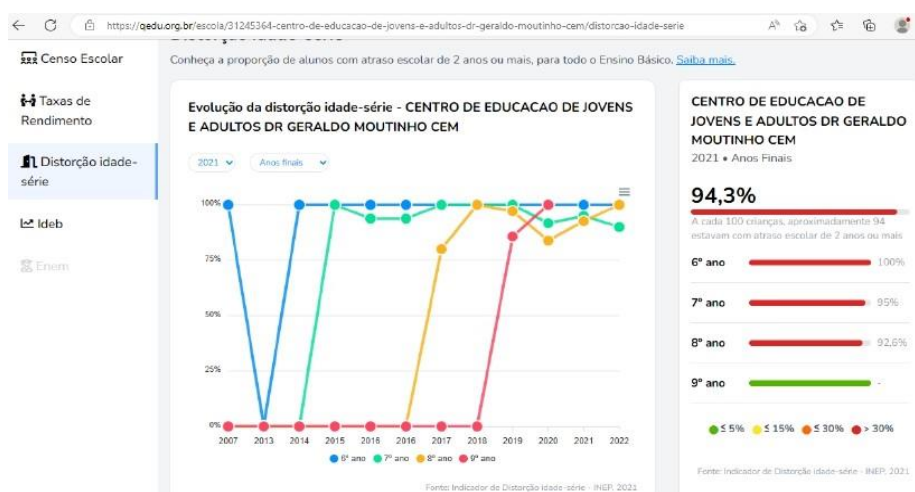 https://qedu.org.br/escola/31245364-centro-de-educacao-de-jovens-e-adultos-dr-geraldo-moutinho-cem/distorcao-idade-serie
Censo Escolar
Taxas de
Rendimento
Distorção idade-
série
Ideb
Enem
Conheça a proporção de alunos com atraso escolar de 2 anos ou mais, para todo o Ensino Básico. Saiba mais.
Evolução da distorção idade-série - CENTRO DE EDUCACAO DE JOVENS
E ADULTOS DR GERALDO MOUTINHO CEM
2021 Anos finais
100%
75%
50%
25%
0%
2007 2013 2014 2015 2016 2016 2017 2018 2019 2020 2021 2022
6º ano 7º ano 8º ano 9º ano
Fonte: Indicador de Distorção idade-série - INEP, 2021
CENTRO DE EDUCACAO DE
JOVENS E ADULTOS DR GERALDO
MOUTINHO CEM
2021 • Anos Finais
94,3%
A cada 100 crianças, aproximadamente 94
estavam com atraso escolar de 2 anos ou mais
6º ano 100%
7º ano 95%
8º ano 92,6%
9º ano -
≤ 5% ≤ 15% ≤ 30% > 30%
Fonte: Indicador de Distorção idade-série - INEP, 2021